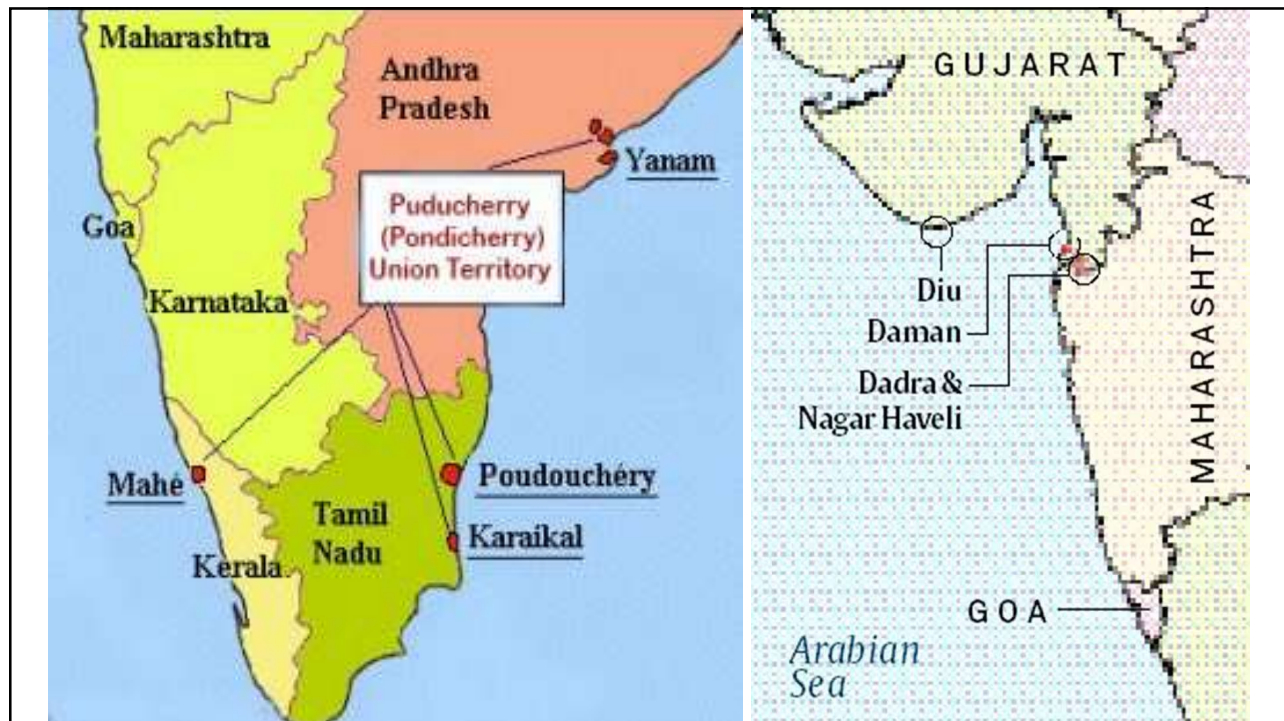 Maharashtra
Andhra
Pradesh
Yanam
Puducherry
(Pondicherry)
Union Territory
Goa
Karnataka
Mahé
Poudouchéry
Tamil
Nadu
Karaikal
Kerala
GUJARAT
MAHARASHTRA
Diu
Daman
Dadra &
Nagar Haveli
GOA
Arabian
Sea